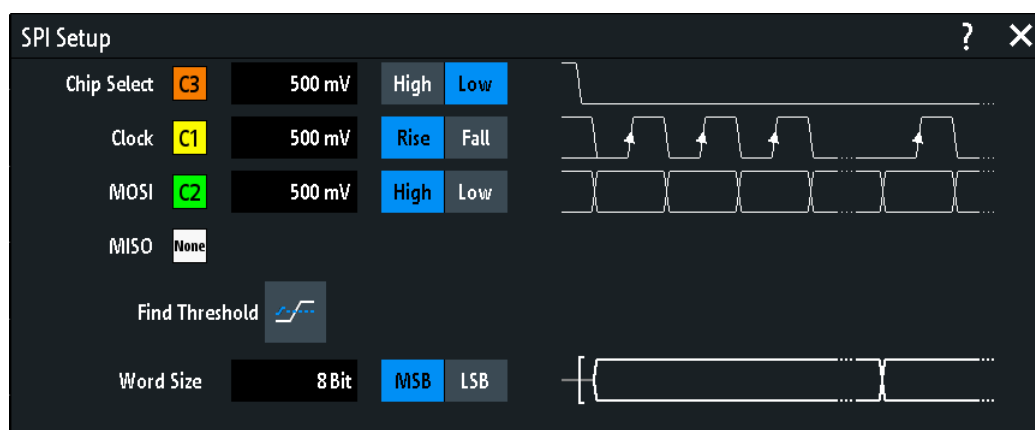 SPI Setup ? ✕
Chip Select C3 500 mV High Low
Clock C1 500 mV Rise Fall
MOSI C2 500 mV High Low
MISO None
Find Threshold
Word Size 8 Bit MSB LSB